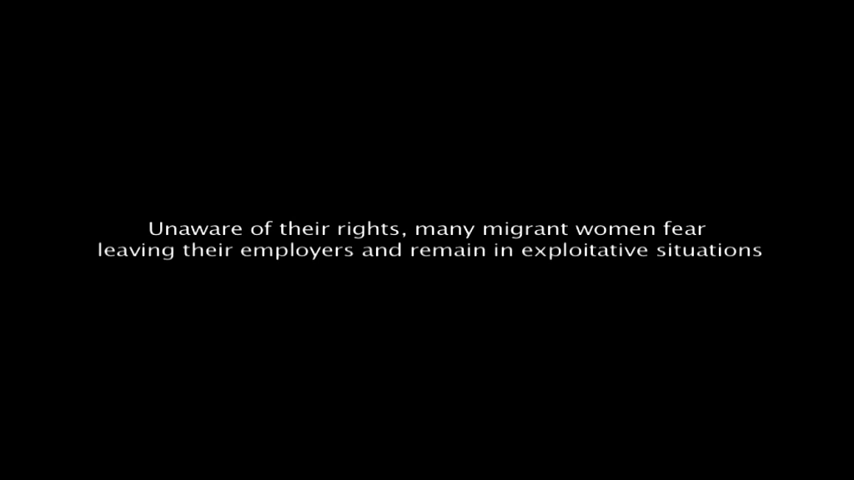 Unaware of their rights, many migrant women fear
leaving their employers and remain in exploitative situations